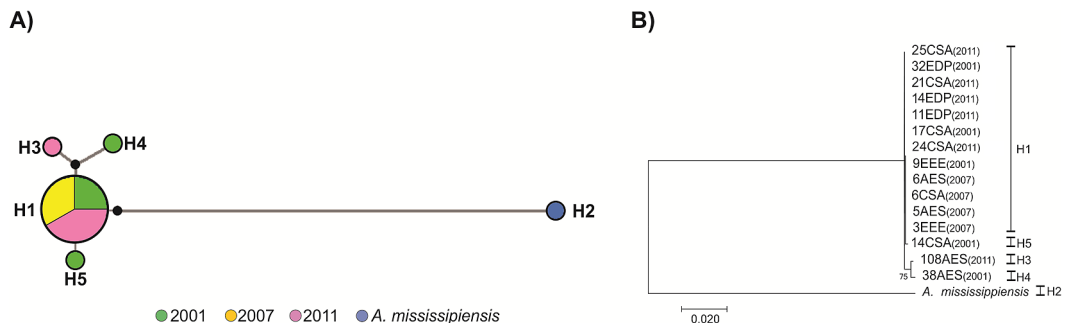 A)
H3
H4
H1
H2
H5
2001 2007 2011 A. mississipiensis
B)
25CSA(2011)
32EDP(2001)
21CSA(2011)
14EDP(2011)
11EDP(2011)
17CSA(2001)
24CSA(2011)
H1
9EEE(2001)
6AES(2007)
6CSA(2007)
5AES(2007)
3EEE(2007)
14CSA(2001) H5
108AES(2011) H3
75 38AES(2001) H4
A. mississippiensis H2
0.020